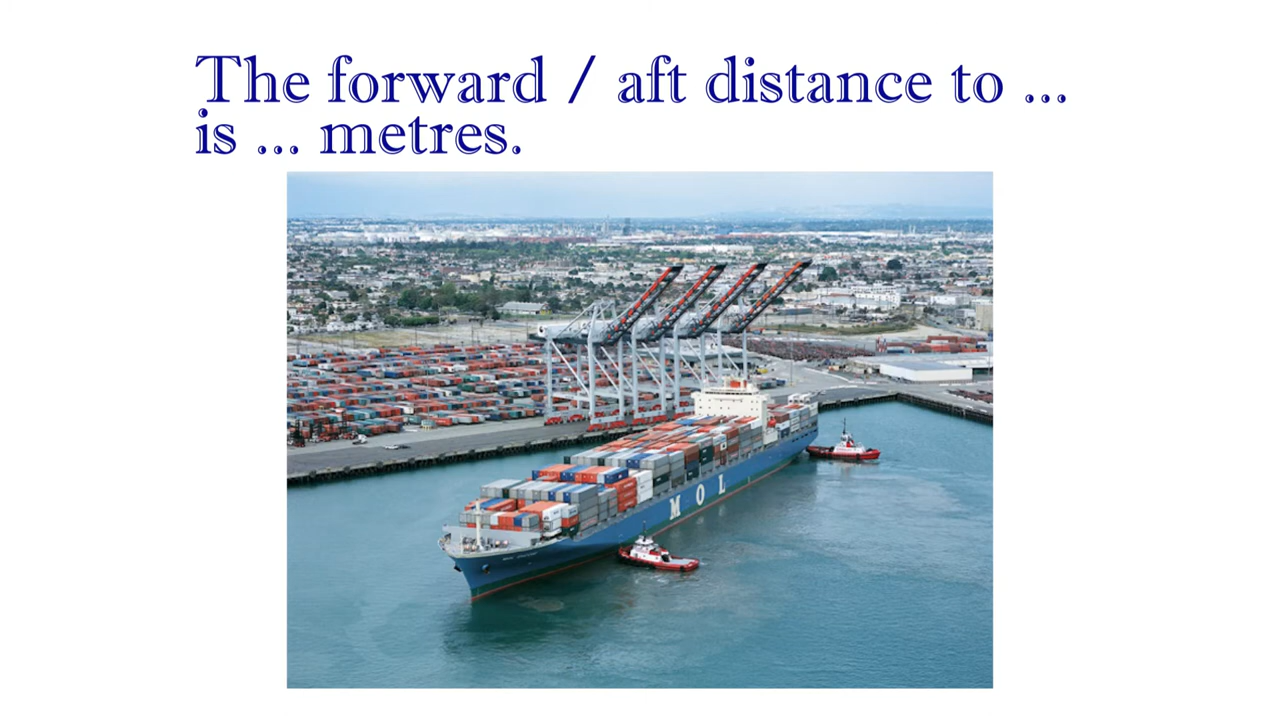 The forward / aft distance to ...
is ... metres.
MOL